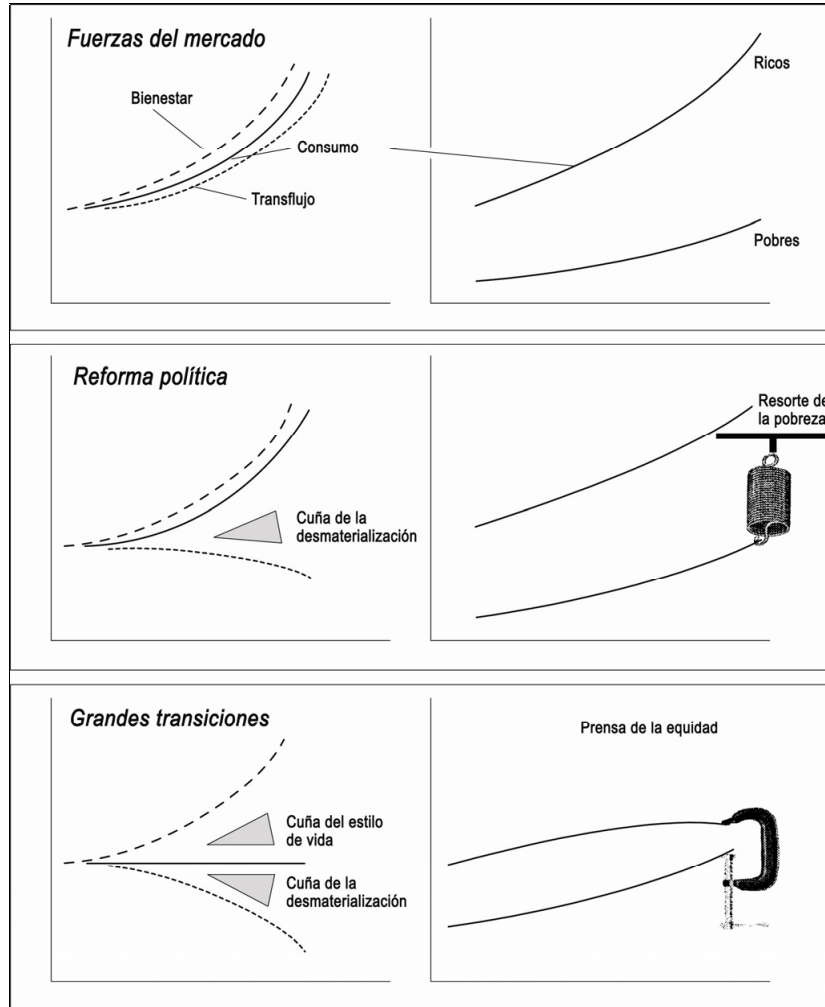 Fuerzas del mercado
Bienestar
Consumo
Transflujo
Ricos
Pobres
Reforma política
Cuña de la
desmaterialización
Resorte de
la pobreza
Grandes transiciones
Cuña del estilo
de vida
Cuña de la
desmaterialización
Prensa de la equidad